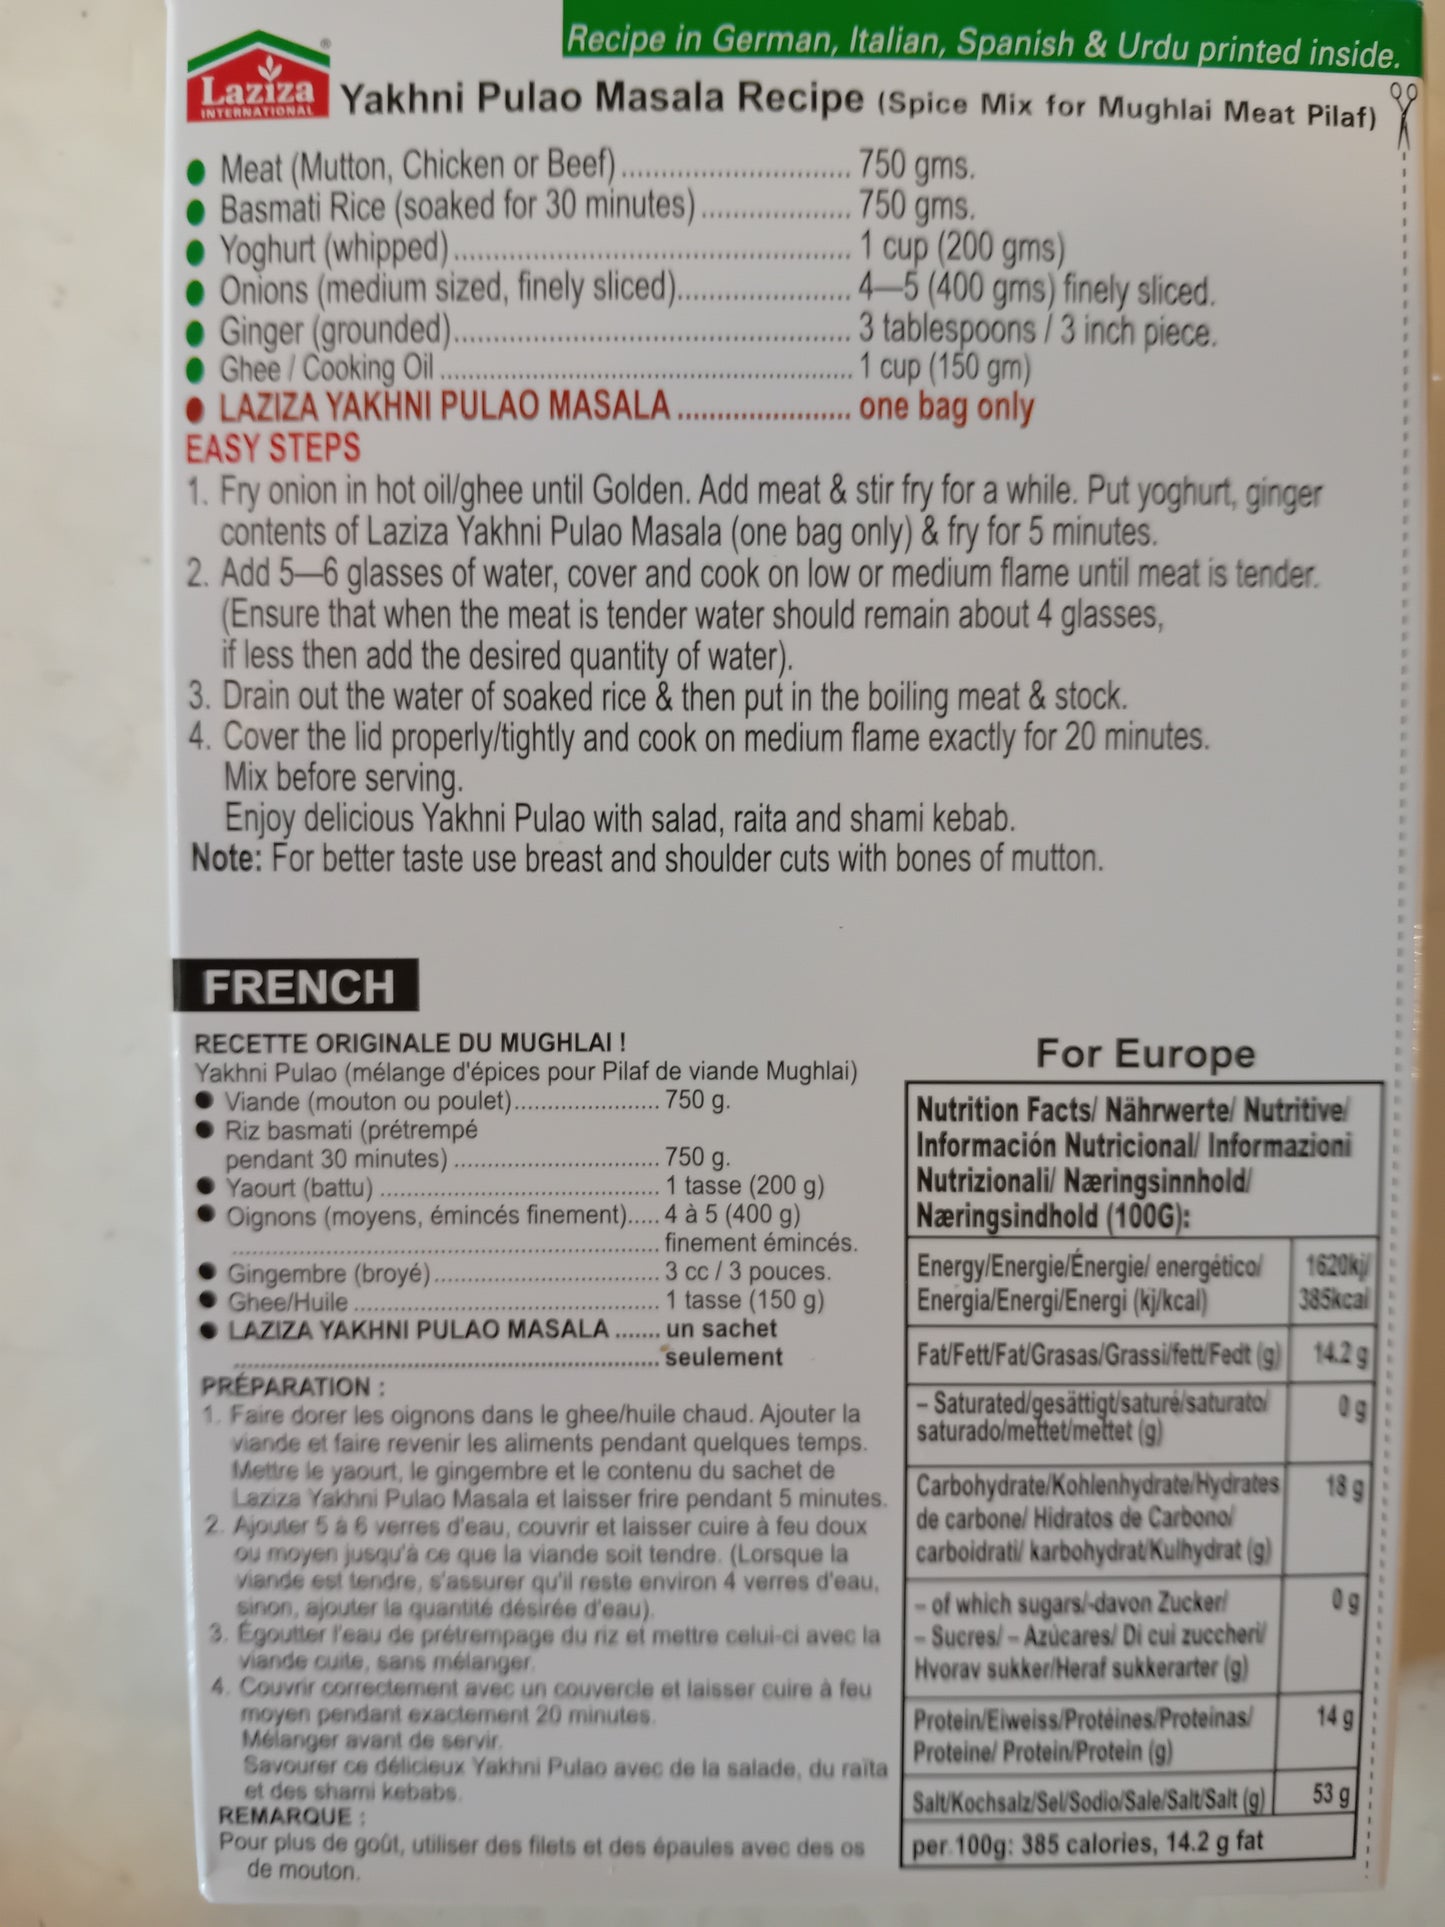 Recipe in German, Italian, Spanish & Urdu printed inside.
Laziza®
INTERNATIONAL
Yakhni Pulao Masala Recipe (Spice Mix for Mughlai Meat Pilaf)
● Meat (Mutton, Chicken or Beef)............................. 750 gms.
● Basmati Rice (soaked for 30 minutes)................... 750 gms.
● Yoghurt (whipped)................................................. 1 cup (200 gms)
● Onions (medium sized, finely sliced)...................... 4–5 (400 gms) finely sliced.
● Ginger (grounded)................................................. 3 tablespoons / 3 inch piece.
● Ghee / Cooking Oil ................................................... 1 cup (150 gm)
● LAZIZA YAKHNI PULAO MASALA ...................... one bag only
EASY STEPS
1. Fry onion in hot oil/ghee until Golden. Add meat & stir fry for a while. Put yoghurt, ginger
contents of Laziza Yakhni Pulao Masala (one bag only) & fry for 5 minutes.
2. Add 5–6 glasses of water, cover and cook on low or medium flame until meat is tender.
(Ensure that when the meat is tender water should remain about 4 glasses,
if less then add the desired quantity of water).
3. Drain out the water of soaked rice & then put in the boiling meat & stock.
4. Cover the lid properly/tightly and cook on medium flame exactly for 20 minutes.
Mix before serving.
Enjoy delicious Yakhni Pulao with salad, raita and shami kebab.
Note: For better taste use breast and shoulder cuts with bones of mutton.
FRENCH
RECETTE ORIGINALE DU MUGHLAI !
Yakhni Pulao (mélange d'épices pour Pilaf de viande Mughlai)
● Viande (mouton ou poulet)..................... 750 g.
● Riz basmati (prétrempé
pendant 30 minutes) ............................. 750 g.
● Yaourt (battu) ........................................ 1 tasse (200 g)
● Oignons (moyens, émincés finement)..... 4 à 5 (400 g)
............................................................. finement émincés.
● Gingembre (broyé)................................ 3 cc / 3 pouces.
● Ghee/Huile ........................................... 1 tasse (150 g)
● LAZIZA YAKHNI PULAO MASALA ....... un sachet
............................................................. seulement
PRÉPARATION :
1. Faire dorer les oignons dans le ghee/huile chaud. Ajouter la
viande et faire revenir les aliments pendant quelques temps.
Mettre le yaourt, le gingembre et le contenu du sachet de
Laziza Yakhni Pulao Masala et laisser frire pendant 5 minutes.
2. Ajouter 5 à 6 verres d'eau, couvrir et laisser cuire à feu doux
ou moyen jusqu'à ce que la viande soit tendre. (Lorsque la
viande est tendre, s'assurer qu'il reste environ 4 verres d'eau,
sinon, ajouter la quantité désirée d'eau).
3. Égoutter l'eau de prétrempage du riz et mettre celui-ci avec la
viande cuite, sans mélanger.
4. Couvrir correctement avec un couvercle et laisser cuire à feu
moyen pendant exactement 20 minutes.
Mélanger avant de servir.
Savourer ce délicieux Yakhni Pulao avec de la salade, du raïta
et des shami kebabs.
REMARQUE :
Pour plus de goût, utiliser des filets et des épaules avec des os
de mouton.
For Europe
Nutrition Facts/ Nährwerte/ Nutritive/
Información Nutricional/ Informazioni
Nutrizionali/ Næringsinnhold/
Næringsindhold (100G):
Energy/Energie/Énergie/ energético/ 1620kj/
Energia/Energi/Energi (kj/kcal) 385kcal
Fat/Fett/Fat/Grasas/Grassi/fett/Fedt (g) 14.2 g
– Saturated/gesättigt/saturé/saturato/ 0 g
saturado/mettet/mettet (g)
Carbohydrate/Kohlenhydrate/Hydrates 18 g
de carbone/ Hidratos de Carbono/
carboidrati/ karbohydrat/Kulhydrat (g)
– of which sugars/-davon Zucker/ 0 g
– Sucres/ – Azúcares/ Di cui zuccheri/
Hvorav sukker/Heraf sukkerarter (g)
Protein/Eiweiss/Protéines/Proteinas/ 14 g
Proteine/ Protein/Protein (g)
Salt/Kochsalz/Sel/Sodio/Sale/Salt/Salt (g) 53 g
per.100g: 385 calories, 14.2 g fat